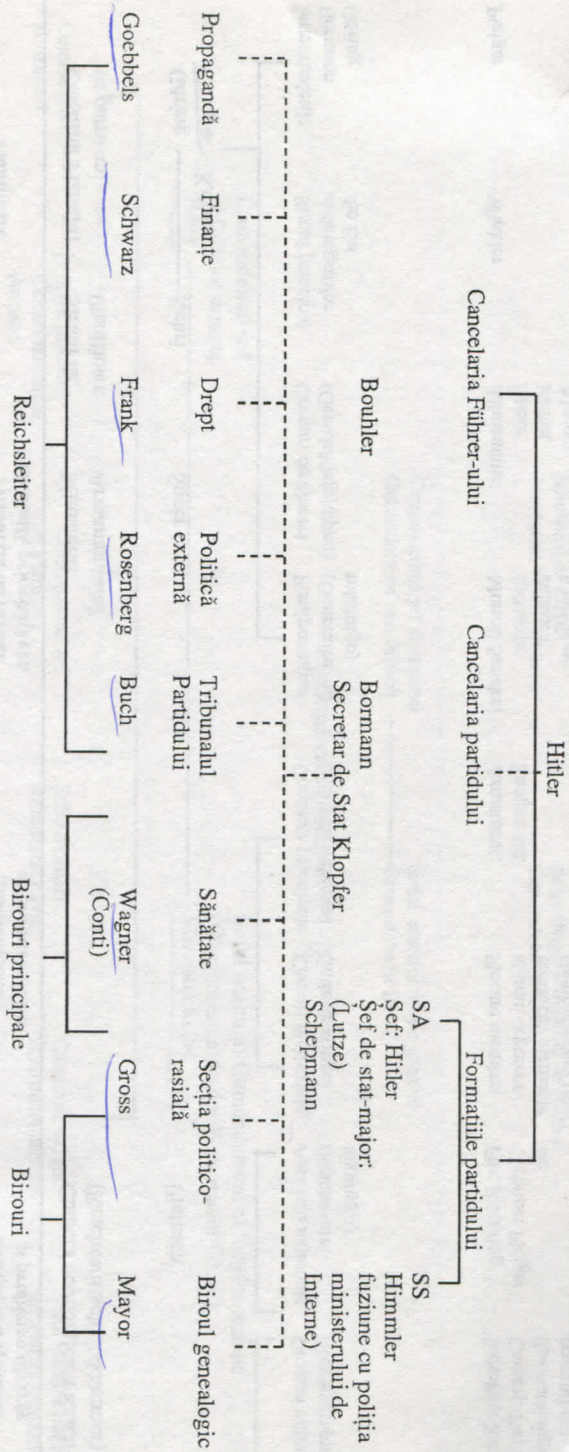 Hitler
Cancelaria Führer-ului
Cancelaria partidului
Formațiile partidului
Bouhler
Bormann
Secretar de Stat Klopfer
SA
Șef: Hitler
Șef de stat-major:
(Lutze)
Schepmann
SS
Himmler
fuziune cu poliția
ministerului de
Interne)
Propagandă
Finanțe
Drept
Politică
externă
Tribunalul
Partidului
Sănătate
Secția politico-
rasială
Biroul genealogic
Goebbels
Schwarz
Frank
Rosenberg
Buch
Wagner
(Conti)
Gross
Mayor
Reichsleiter
Birouri principale
Birouri